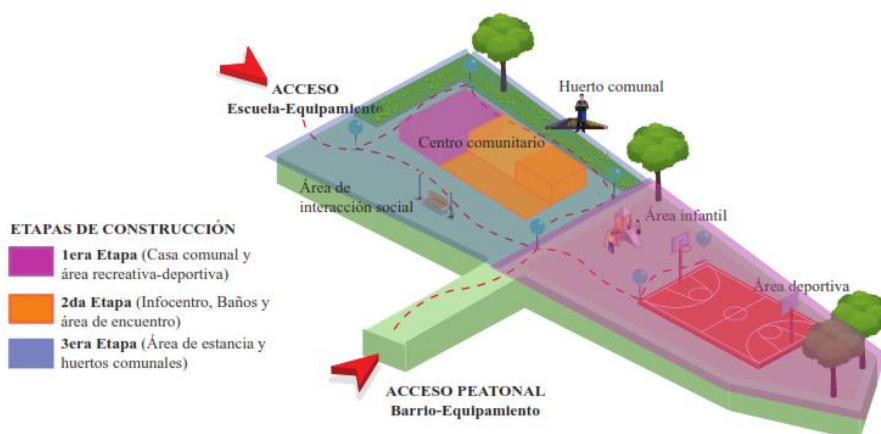 ACCESO
Escuela-Equipamiento
Huerto comunal
Centro comunitario
Área de
interacción social
Área infantil
Área deportiva
ETAPAS DE CONSTRUCCIÓN
1era Etapa (Casa comunal y
área recreativa-deportiva)
2da Etapa (Infocentro, Baños y
área de encuentro)
3era Etapa (Área de estancia y
huertos comunales)
ACCESO PEATONAL
Barrio-Equipamiento